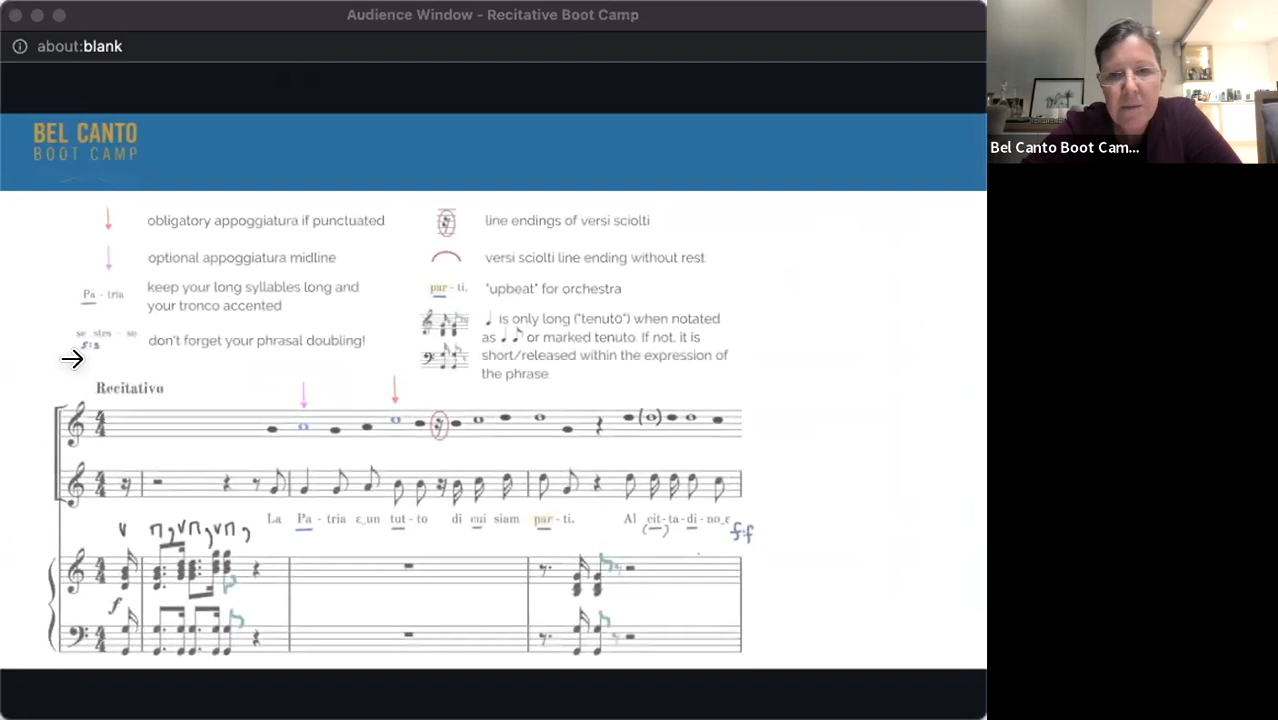 Audience Window - Recitative Boot Camp
about:blank
BEL CANTO
BOOT CAMP
obligatory appoggiatura if punctuated
optional appoggiatura midline
Pa - tria
keep your long syllables long and
your tronco accented
se stes - se
s:s
don't forget your phrasal doubling!
line endings of versi sciolti
versi sciolti line ending without rest
par - ti.
"upbeat" for orchestra
♩ is only long ("tenuto") when notated
as ♩ ♪ or marked tenuto. If not, it is
short/released within the expression of
the phrase
Recitativo
La Pa - tria è un tut - to di cui siam par - ti. Al cit - ta - di - no è
f:f
f
Bel Canto Boot Cam...